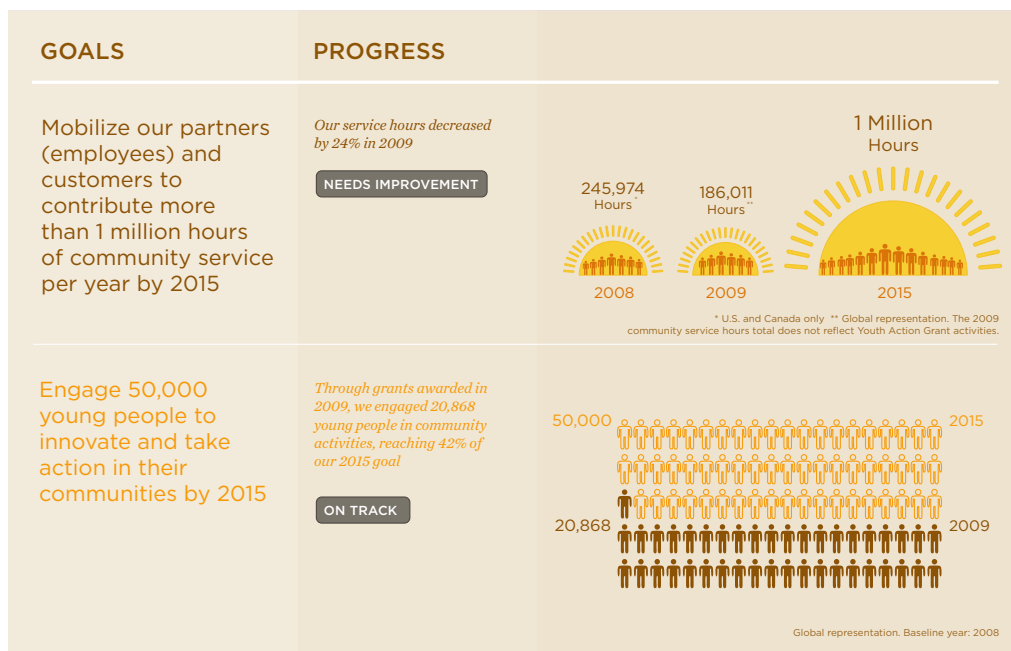 GOALS
PROGRESS
Mobilize our partners
(employees) and
customers to
contribute more
than 1 million hours
of community service
per year by 2015
Our service hours decreased
by 24% in 2009
NEEDS IMPROVEMENT
245,974
Hours*
2008
186,011
Hours**
2009
1 Million
Hours
2015
* U.S. and Canada only  ** Global representation. The 2009
community service hours total does not reflect Youth Action Grant activities.
Engage 50,000
young people to
innovate and take
action in their
communities by 2015
Through grants awarded in
2009, we engaged 20,868
young people in community
activities, reaching 42% of
our 2015 goal
ON TRACK
50,000
2015
20,868
2009
Global representation. Baseline year: 2008